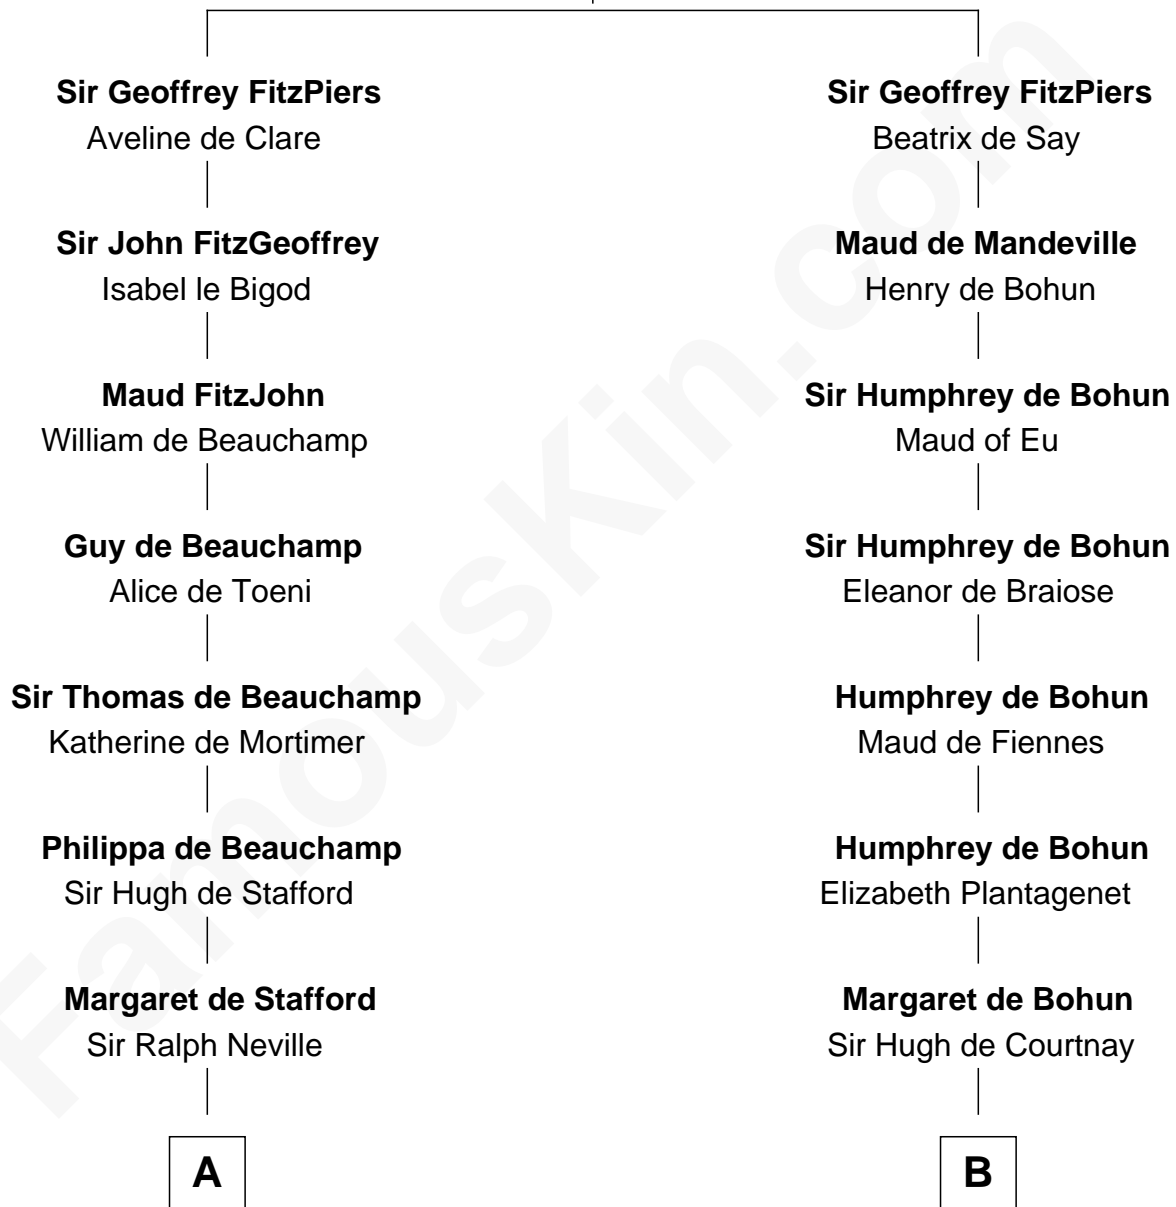 Sir Geoffrey FitzPiers
Aveline de Clare
Sir John FitzGeoffrey
Isabel le Bigod
Maud FitzJohn
William de Beauchamp
Guy de Beauchamp
Alice de Toeni
Sir Thomas de Beauchamp
Katherine de Mortimer
Philippa de Beauchamp
Sir Hugh de Stafford
Margaret de Stafford
Sir Ralph Neville
A
Sir Geoffrey FitzPiers
Beatrix de Say
Maud de Mandeville
Henry de Bohun
Sir Humphrey de Bohun
Maud of Eu
Sir Humphrey de Bohun
Eleanor de Braiose
Humphrey de Bohun
Maud de Fiennes
Humphrey de Bohun
Elizabeth Plantagenet
Margaret de Bohun
Sir Hugh de Courtnay
B
FamousKin.com